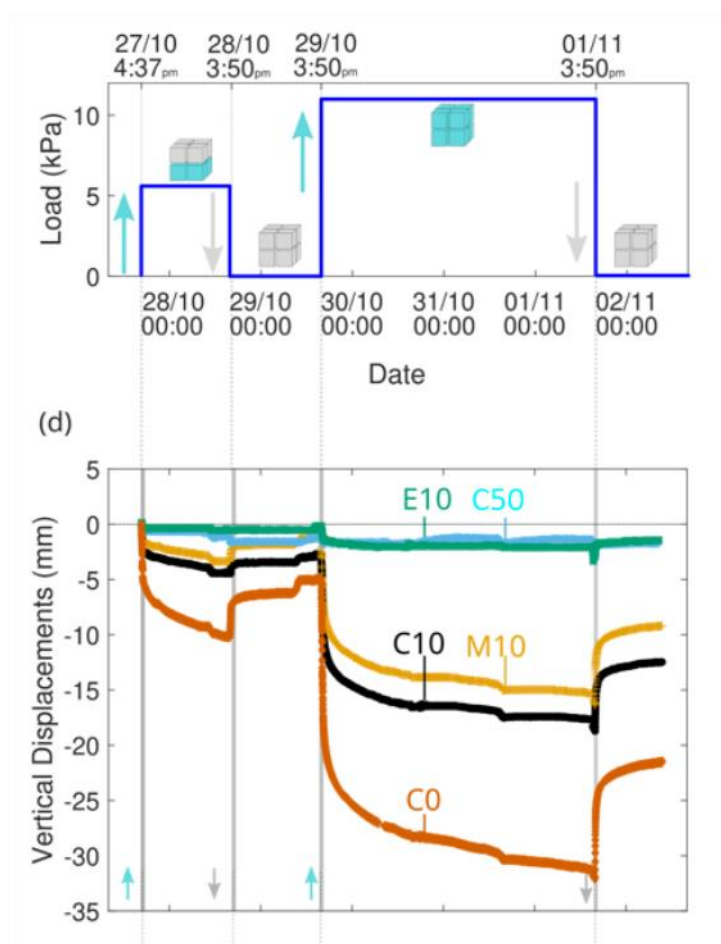 27/10 28/10 29/10 01/11
4:37pm 3:50pm 3:50pm 3:50pm
10
5
0
Load (kPa)
28/10 29/10 30/10 31/10 01/11 02/11
00:00 00:00 00:00 00:00 00:00 00:00
Date
(d)
5
0
-5
-10
-15
-20
-25
-30
-35
Vertical Displacements (mm)
E10 C50
C10 M10
C0